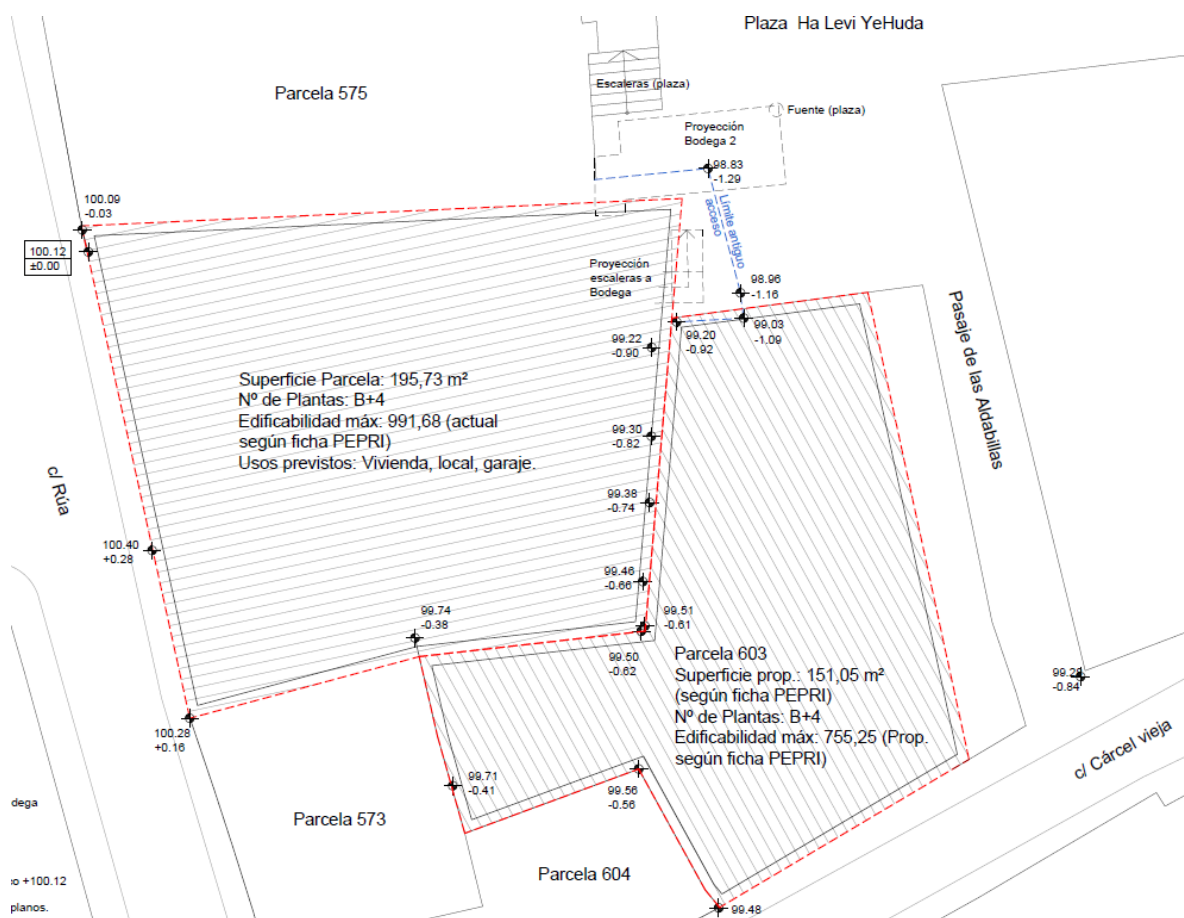 Plaza Ha Levi YeHuda
Parcela 575
Escaleras (plaza)
Fuente (plaza)
Proyección
Bodega 2
98.83
-1.29
100.09
-0.03
100.12
±0.00
Límite antiguo
acceso
Proyección
escaleras a
Bodega
98.96
-1.16
99.03
-1.09
99.20
-0.92
99.22
-0.90
Pasaje de las Aldabillas
Superficie Parcela: 195,73 m²
Nº de Plantas: B+4
Edificabilidad máx: 991,68 (actual
según ficha PEPRI)
Usos previstos: Vivienda, local, garaje.
99.30
-0.82
c/ Rúa
99.38
-0.74
100.40
+0.28
99.46
-0.66
99.74
-0.38
99.51
-0.61
99.50
-0.62
Parcela 603
Superficie prop.: 151,05 m²
(según ficha PEPRI)
Nº de Plantas: B+4
Edificabilidad máx: 755,25 (Prop.
según ficha PEPRI)
99.28
-0.84
100.28
+0.16
99.71
-0.41
99.56
-0.56
c/ Cárcel vieja
Parcela 573
Parcela 604
99.48
+100.12
planos.